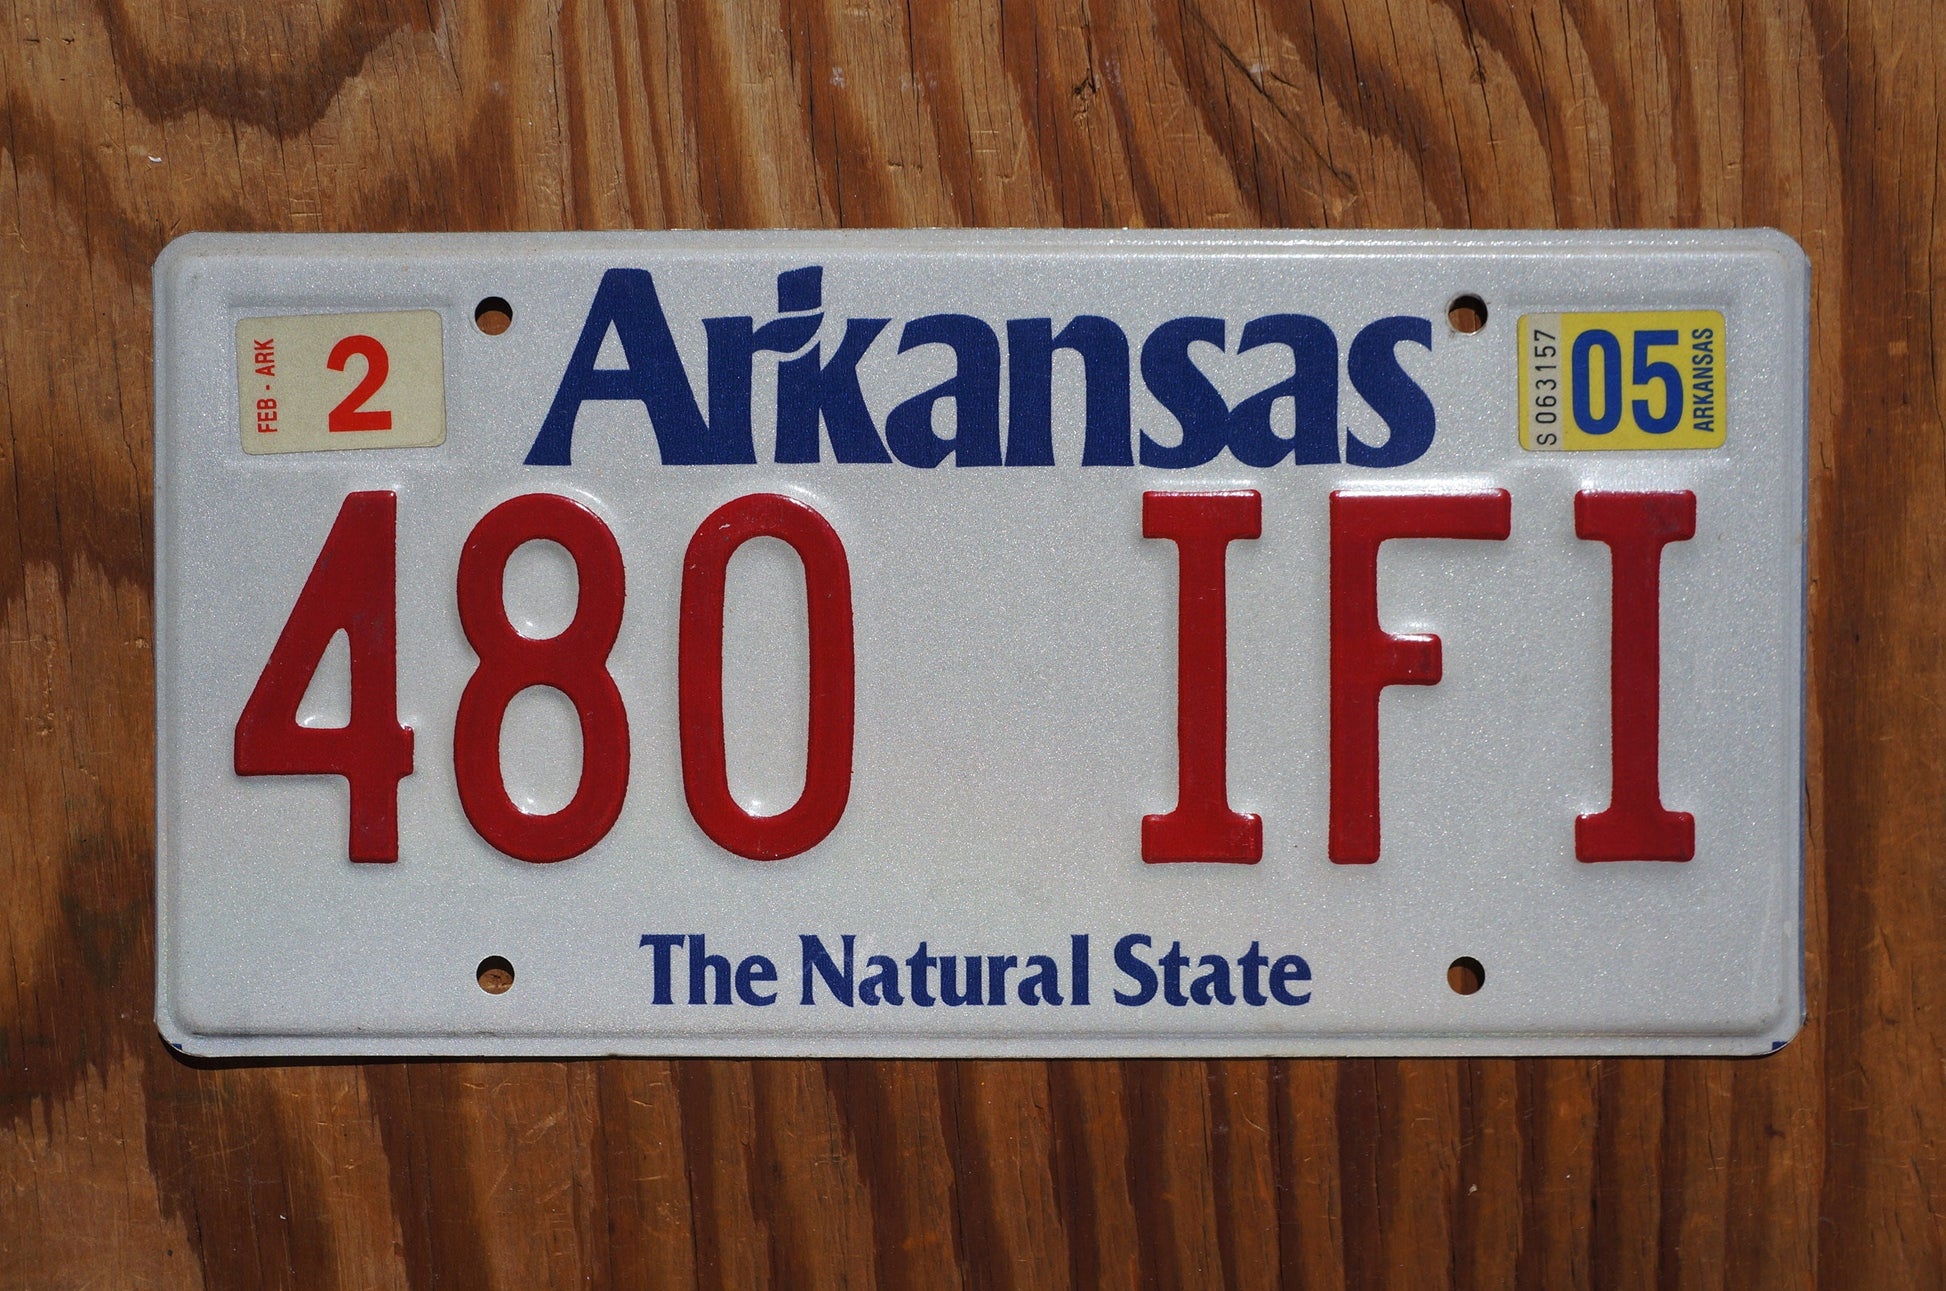 FEB - ARK
2
Arkansas
S 063157
05
ARKANSAS
480 IFI
The Natural State